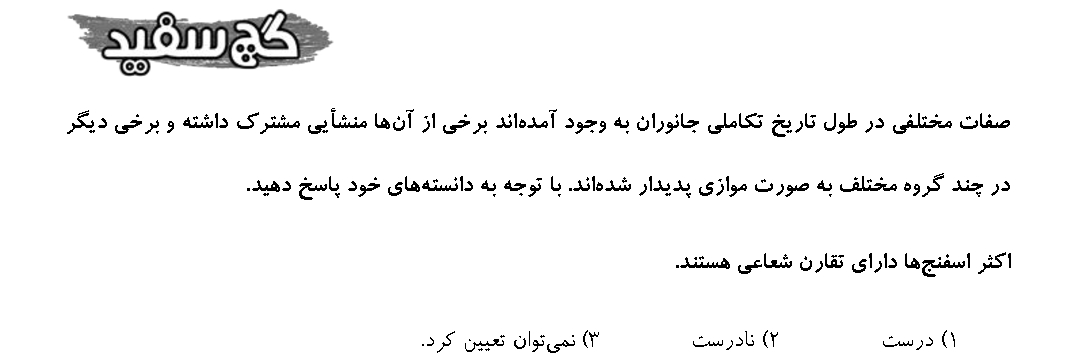 گچ سفید
صفات مختلفی در طول تاریخ تکاملی جانوران به وجود آمده‌اند برخی از آن‌ها منشأیی مشترک داشته و برخی دیگر
در چند گروه مختلف به صورت موازی پدیدار شده‌اند. با توجه به دانسته‌های خود پاسخ دهید.
اکثر اسفنج‌ها دارای تقارن شعاعی هستند.
۱) درست ۲) نادرست ۳) نمی‌توان تعیین کرد.